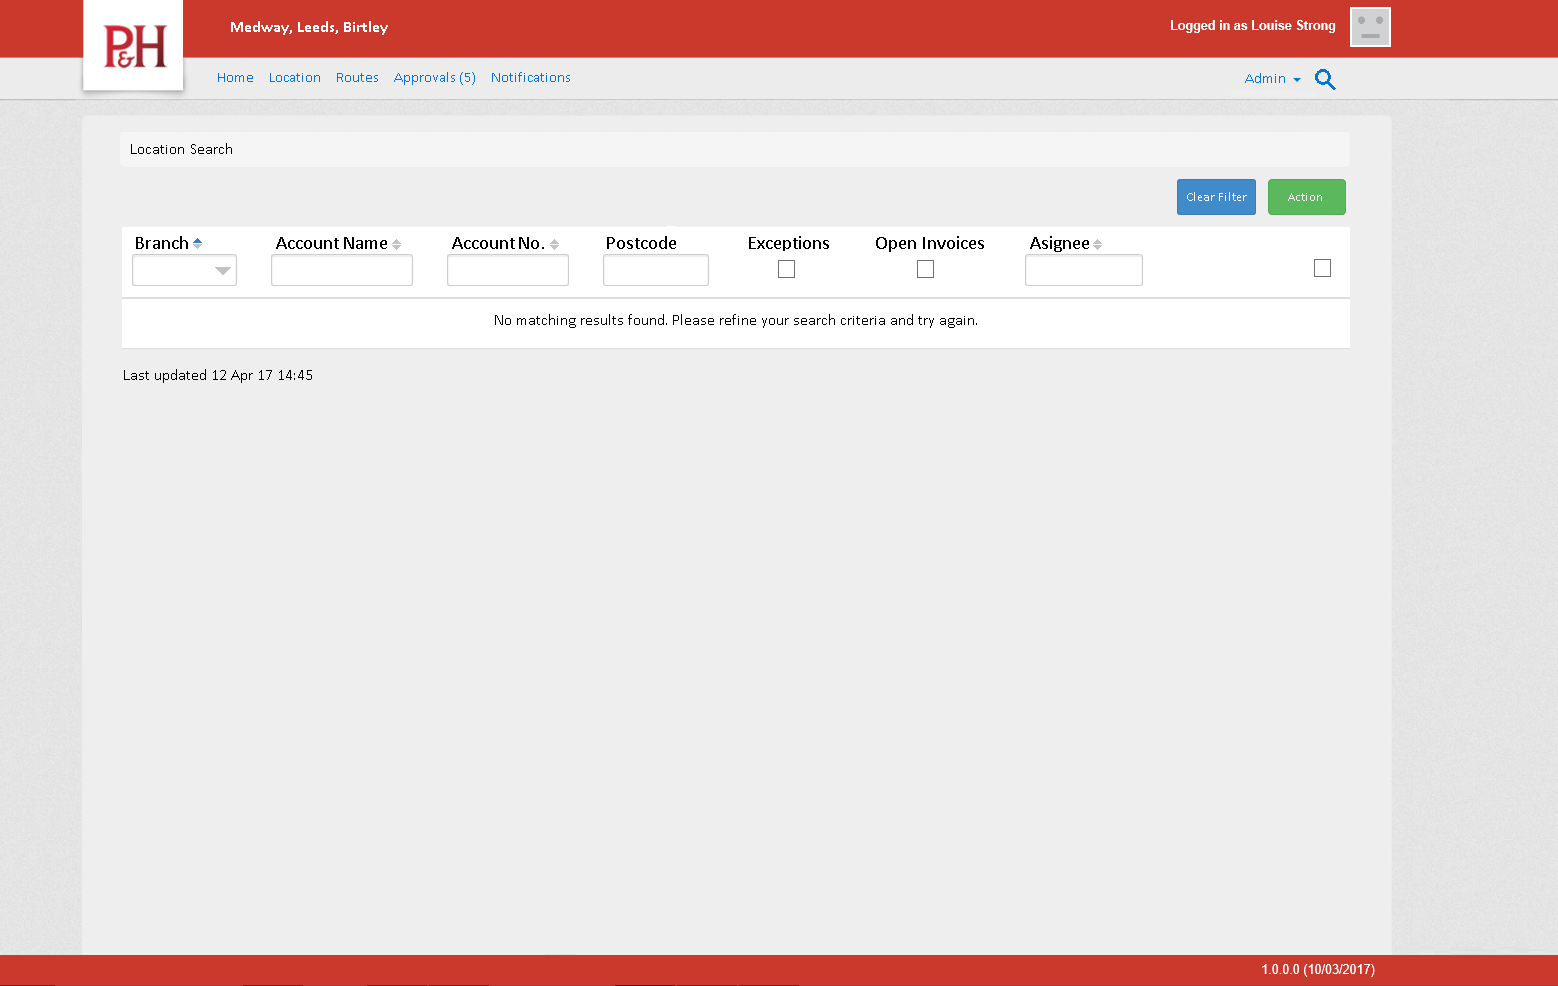 P&H
Medway, Leeds, Birtley
Logged in as Louise Strong
Home Location Routes Approvals (5) Notifications
Admin
Location Search
Clear Filter Action
Branch Account Name Account No. Postcode Exceptions Open Invoices Asignee
No matching results found. Please refine your search criteria and try again.
Last updated 12 Apr 17 14:45
1.0.0.0 (10/03/2017)